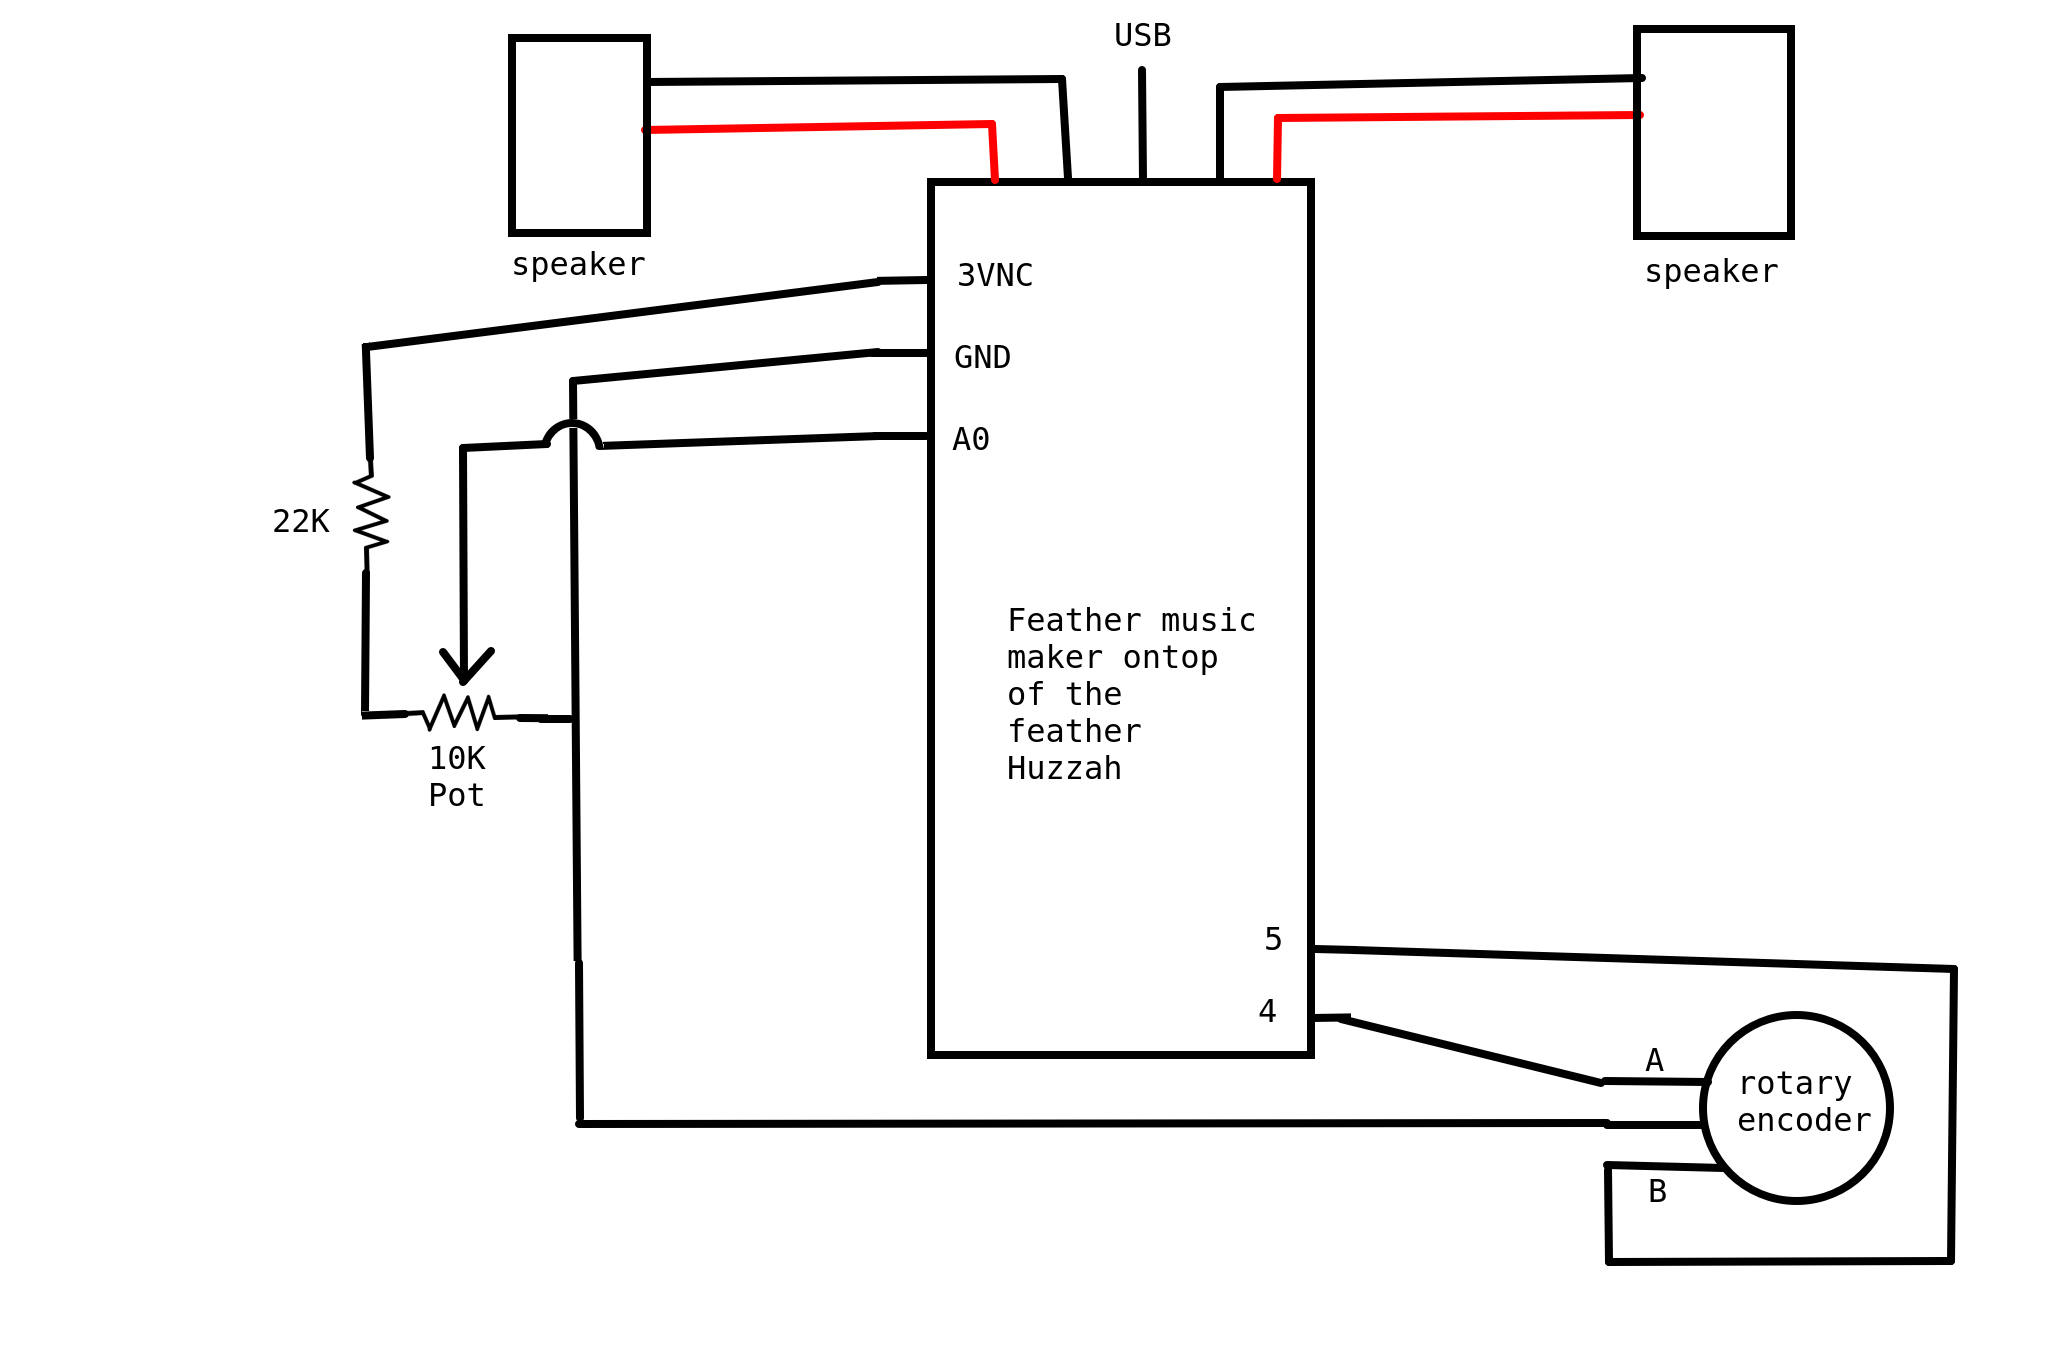 USB
speaker
speaker
3VNC
GND
A0
22K
Feather music
maker ontop
of the
feather
Huzzah
10K
Pot
5
4
A
rotary
encoder
B